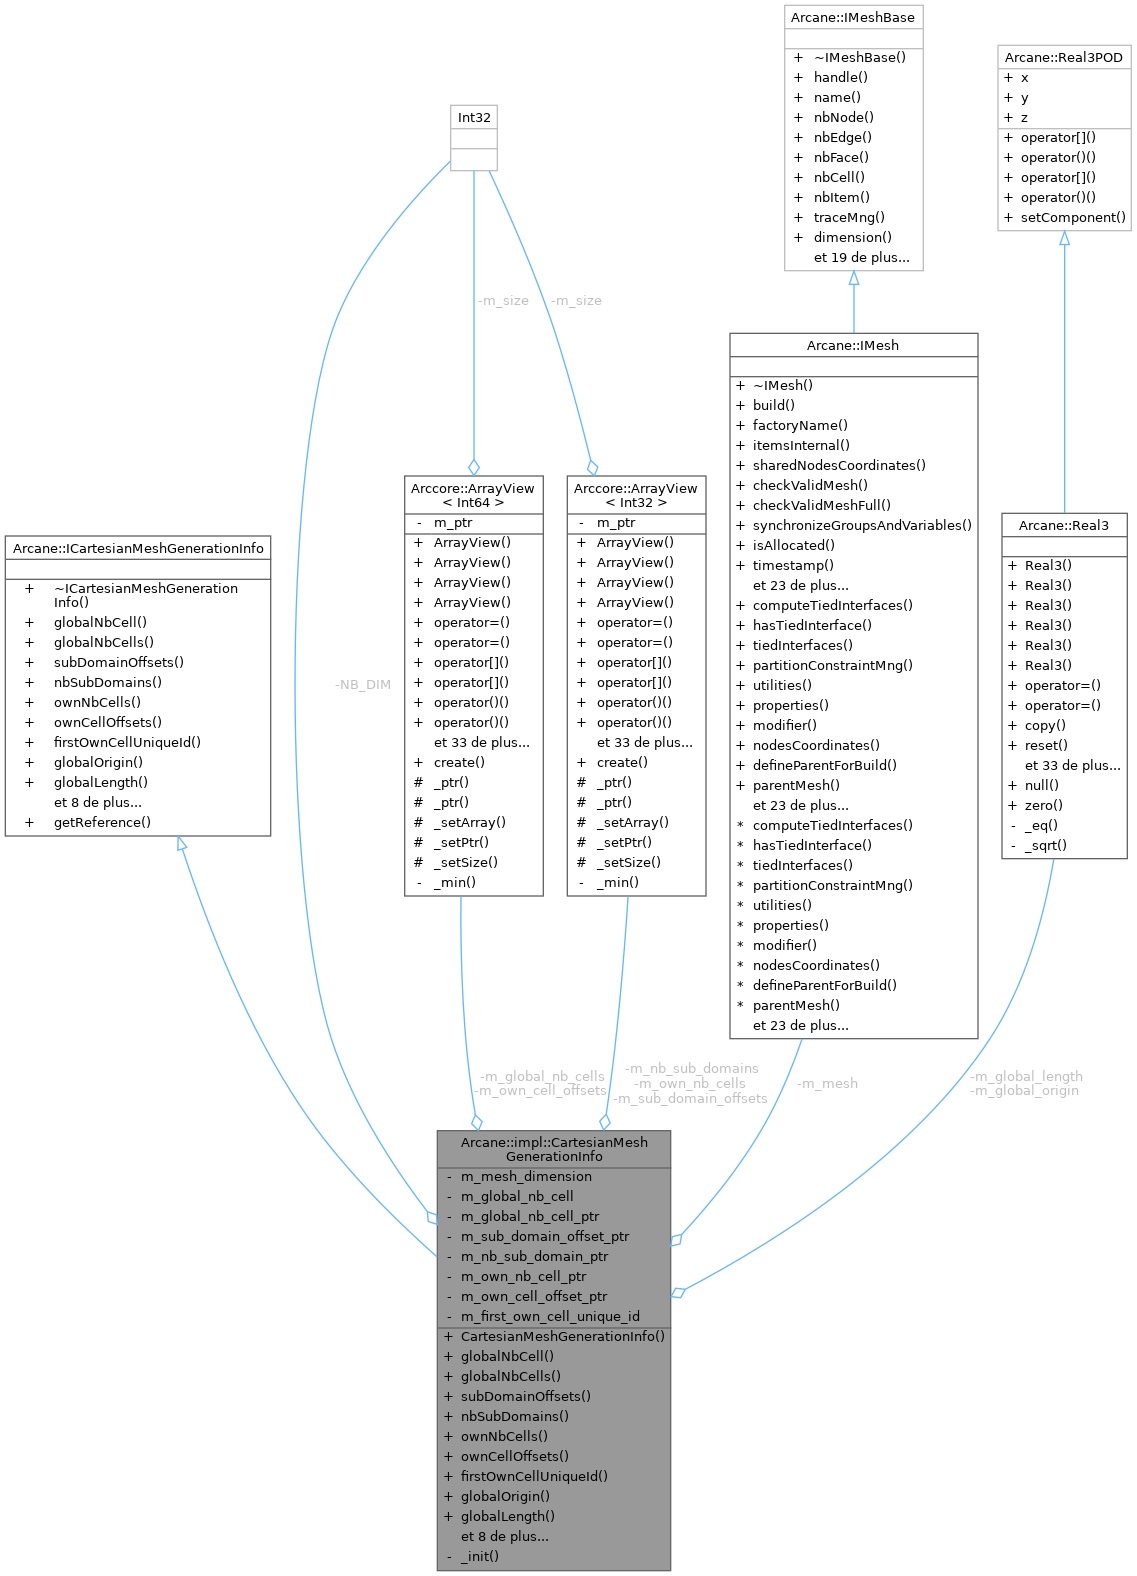 Arcane::IMeshBase
+ ~IMeshBase()
+ handle()
+ name()
+ nbNode()
+ nbEdge()
+ nbFace()
+ nbCell()
+ nbItem()
+ traceMng()
+ dimension()
et 19 de plus...
Arcane::Real3POD
+ x
+ y
+ z
+ operator[]()
+ operator()()
+ operator[]()
+ operator()()
+ setComponent()
Int32
-m_size
-m_size
-NB_DIM
Arcane::IMesh
+ ~IMesh()
+ build()
+ factoryName()
+ itemsInternal()
+ sharedNodesCoordinates()
+ checkValidMesh()
+ checkValidMeshFull()
+ synchronizeGroupsAndVariables()
+ isAllocated()
+ timestamp()
et 23 de plus...
+ computeTiedInterfaces()
+ hasTiedInterface()
+ tiedInterfaces()
+ partitionConstraintMng()
+ utilities()
+ properties()
+ modifier()
+ nodesCoordinates()
+ defineParentForBuild()
+ parentMesh()
et 23 de plus...
* computeTiedInterfaces()
* hasTiedInterface()
* tiedInterfaces()
* partitionConstraintMng()
* utilities()
* properties()
* modifier()
* nodesCoordinates()
* defineParentForBuild()
* parentMesh()
et 23 de plus...
Arcane::ICartesianMeshGenerationInfo
+ ~ICartesianMeshGeneration
Info()
+ globalNbCell()
+ globalNbCells()
+ subDomainOffsets()
+ nbSubDomains()
+ ownNbCells()
+ ownCellOffsets()
+ firstOwnCellUniqueId()
+ globalOrigin()
+ globalLength()
et 8 de plus...
+ getReference()
Arccore::ArrayView
< Int64 >
- m_ptr
+ ArrayView()
+ ArrayView()
+ ArrayView()
+ ArrayView()
+ operator=()
+ operator=()
+ operator[]()
+ operator[]()
+ operator()()
+ operator()()
et 33 de plus...
+ create()
# _ptr()
# _ptr()
# _setArray()
# _setPtr()
# _setSize()
- _min()
Arccore::ArrayView
< Int32 >
- m_ptr
+ ArrayView()
+ ArrayView()
+ ArrayView()
+ ArrayView()
+ operator=()
+ operator=()
+ operator[]()
+ operator[]()
+ operator()()
+ operator()()
et 33 de plus...
+ create()
# _ptr()
# _ptr()
# _setArray()
# _setPtr()
# _setSize()
- _min()
Arcane::Real3
+ Real3()
+ Real3()
+ Real3()
+ Real3()
+ Real3()
+ Real3()
+ operator=()
+ operator=()
+ copy()
+ reset()
et 33 de plus...
+ null()
+ zero()
- _eq()
- _sqrt()
-m_global_nb_cells
-m_own_cell_offsets
-m_nb_sub_domains
-m_own_nb_cells
-m_sub_domain_offsets
-m_mesh
-m_global_length
-m_global_origin
Arcane::impl::CartesianMesh
GenerationInfo
- m_mesh_dimension
- m_global_nb_cell
- m_global_nb_cell_ptr
- m_sub_domain_offset_ptr
- m_nb_sub_domain_ptr
- m_own_nb_cell_ptr
- m_own_cell_offset_ptr
- m_first_own_cell_unique_id
+ CartesianMeshGenerationInfo()
+ globalNbCell()
+ globalNbCells()
+ subDomainOffsets()
+ nbSubDomains()
+ ownNbCells()
+ ownCellOffsets()
+ firstOwnCellUniqueId()
+ globalOrigin()
+ globalLength()
et 8 de plus...
- _init()